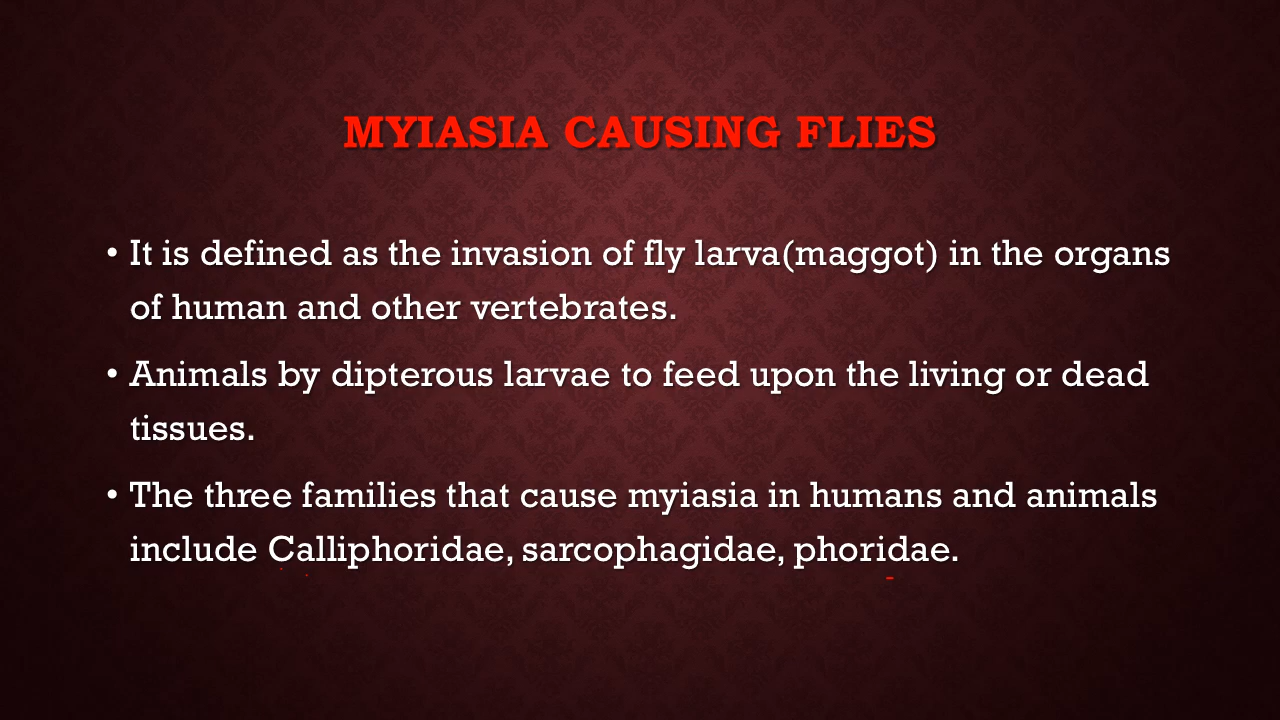 MYIASIA CAUSING FLIES
• It is defined as the invasion of fly larva(maggot) in the organs
of human and other vertebrates.
• Animals by dipterous larvae to feed upon the living or dead
tissues.
• The three families that cause myiasia in humans and animals
include Calliphoridae, sarcophagidae, phoridae.